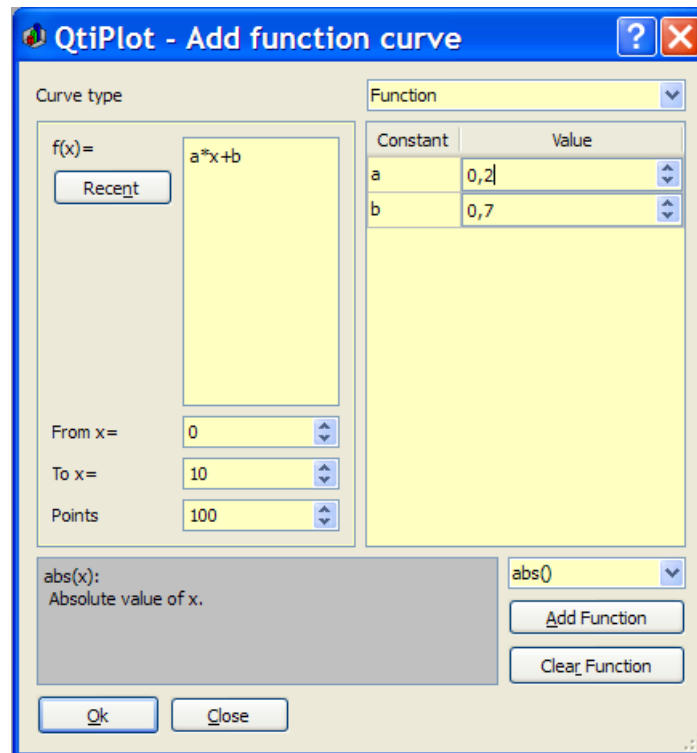 QtiPlot - Add function curve
?
Curve type
Function
f(x)=
Recent
a*x+b
Constant
Value
a
0,2
b
0,7
From x=
0
To x=
10
Points
100
abs(x):
Absolute value of x.
abs()
Add Function
Clear Function
Ok
Close